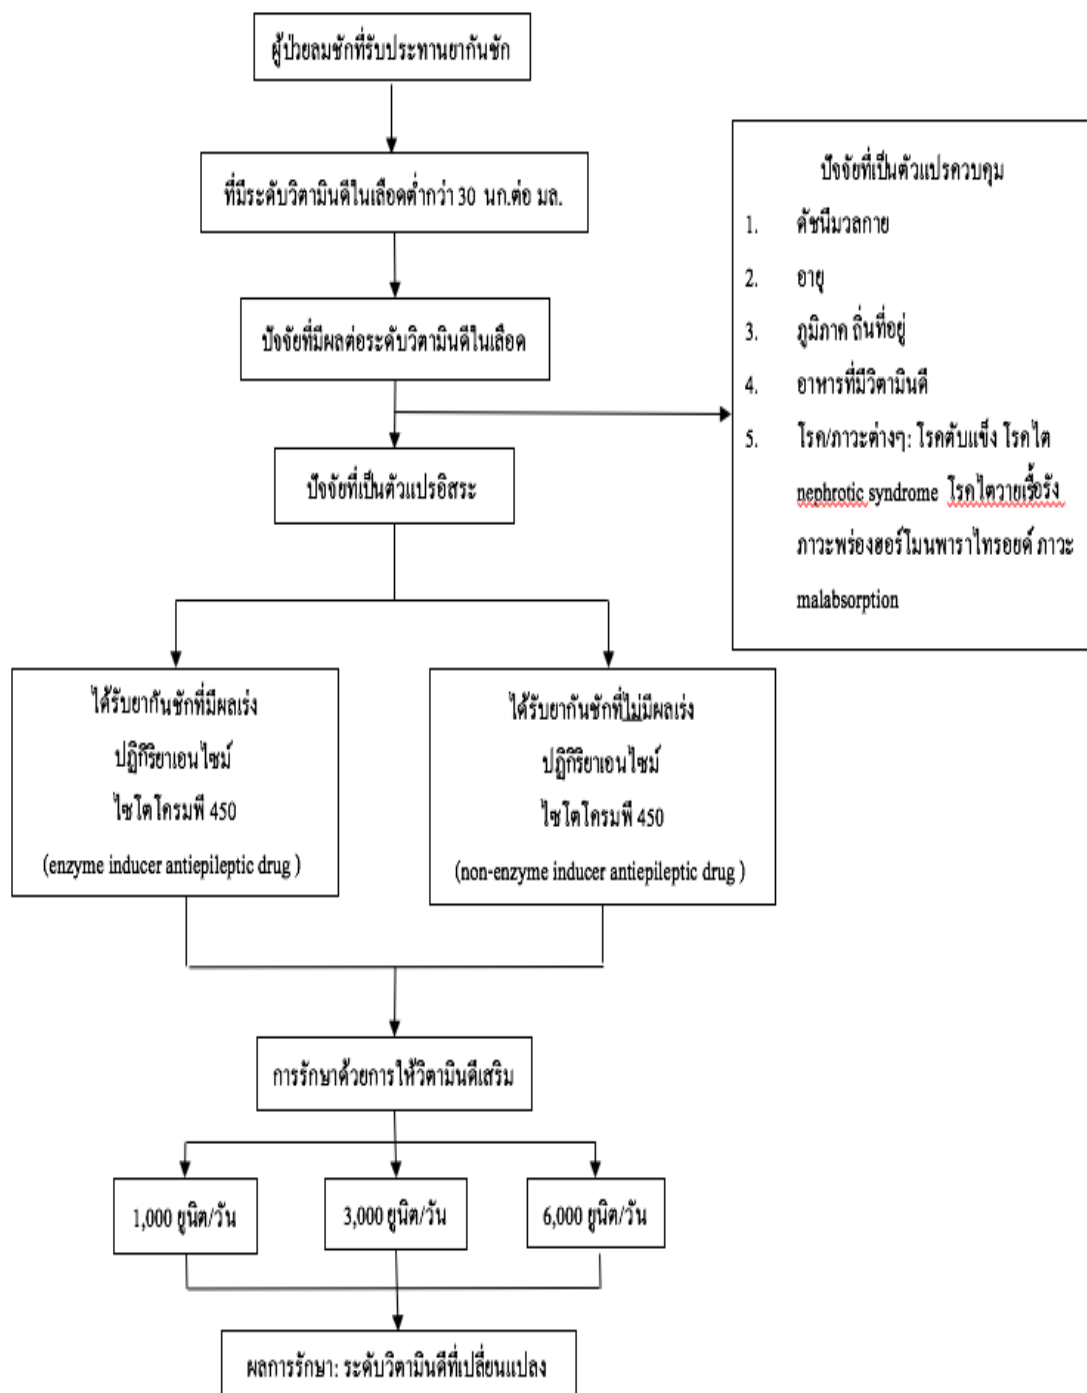 ผู้ป่วยลมชักที่รับประทานยากันชัก
ที่มีระดับวิตามินดีในเลือดต่ำกว่า 30 นก.ต่อ มล.
ปัจจัยที่มีผลต่อระดับวิตามินดีในเลือด
ปัจจัยที่เป็นตัวแปรควบคุม
1. ดัชนีมวลกาย
2. อายุ
3. ภูมิภาค ถิ่นที่อยู่
4. อาหารที่มีวิตามินดี
5. โรค/ภาวะต่างๆ: โรคตับแข็ง โรคไต
nephrotic syndrome โรคไตวายเรื้อรัง
ภาวะพร่องฮอร์โมนพาราไทรอยด์ ภาวะ
malabsorption
ปัจจัยที่เป็นตัวแปรอิสระ
ได้รับยากันชักที่มีผลเร่ง
ปฏิกิริยาเอนไซม์
ไซโตโครมพี 450
(enzyme inducer antiepileptic drug )
ได้รับยากันชักที่ไม่มีผลเร่ง
ปฏิกิริยาเอนไซม์
ไซโตโครมพี 450
(non-enzyme inducer antiepileptic drug )
การรักษาด้วยการให้วิตามินดีเสริม
1,000 ยูนิต/วัน
3,000 ยูนิต/วัน
6,000 ยูนิต/วัน
ผลการรักษา: ระดับวิตามินดีที่เปลี่ยนแปลง